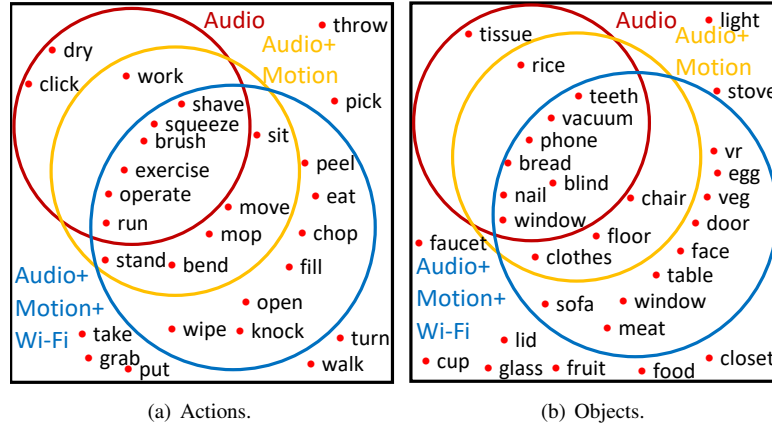 Audio
throw
dry
Audio+
Motion
click
work
shave
pick
squeeze
sit
brush
peel
exercise
operate
eat
move
run
mop
chop
stand
bend
fill
Audio+
Motion+
Wi-Fi
open
wipe
knock
take
turn
grab
put
walk
(a) Actions.
Audio
light
tissue
Audio+
Motion
rice
stove
teeth
vacuum
phone
vr
bread
egg
blind
nail
chair
veg
window
door
faucet
floor
face
clothes
Audio+
Motion+
Wi-Fi
table
sofa
window
meat
lid
cup
glass
fruit
food
closet
(b) Objects.